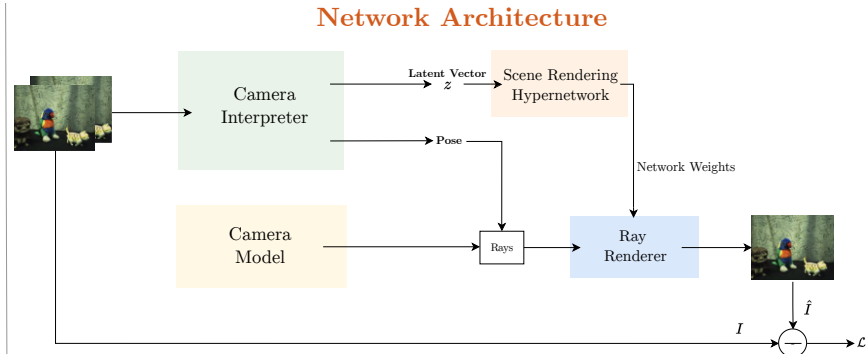 Network Architecture
Camera
Interpreter
Latent Vector
z
Scene Rendering
Hypernetwork
Pose
Network Weights
Camera
Model
Rays
Ray
Renderer
Î
I
−
ℒ